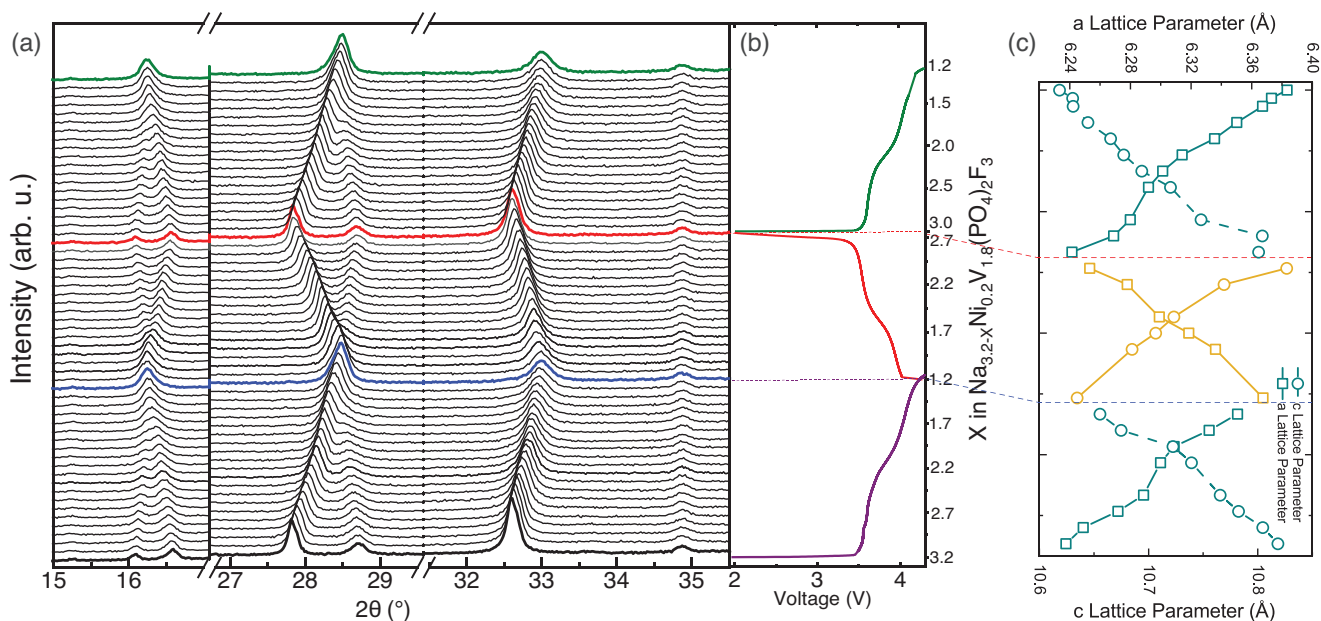 (a)
Intensity (arb. u.)
15 16 27 28 29 32 33 34 35
2θ (°)
(b)
1.2
1.5
2.0
2.5
3.0
2.7
2.2
1.7
1.2
1.7
2.2
2.7
3.2
2 3 4
Voltage (V)
X in Na3.2-XNi0.2V1.8(PO4)2F3
(c)
a Lattice Parameter (Å)
6.24 6.28 6.32 6.36 6.40
c Lattice Parameter
a Lattice Parameter
10.6 10.7 10.8
c Lattice Parameter (Å)